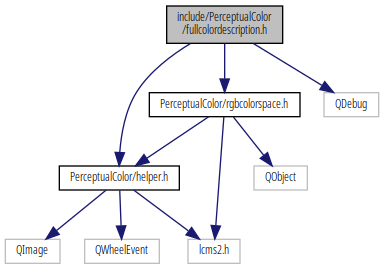 include/PerceptualColor
/fullcolordescription.h
PerceptualColor/rgbcolorspace.h
QDebug
PerceptualColor/helper.h
QObject
QImage
QWheelEvent
lcms2.h